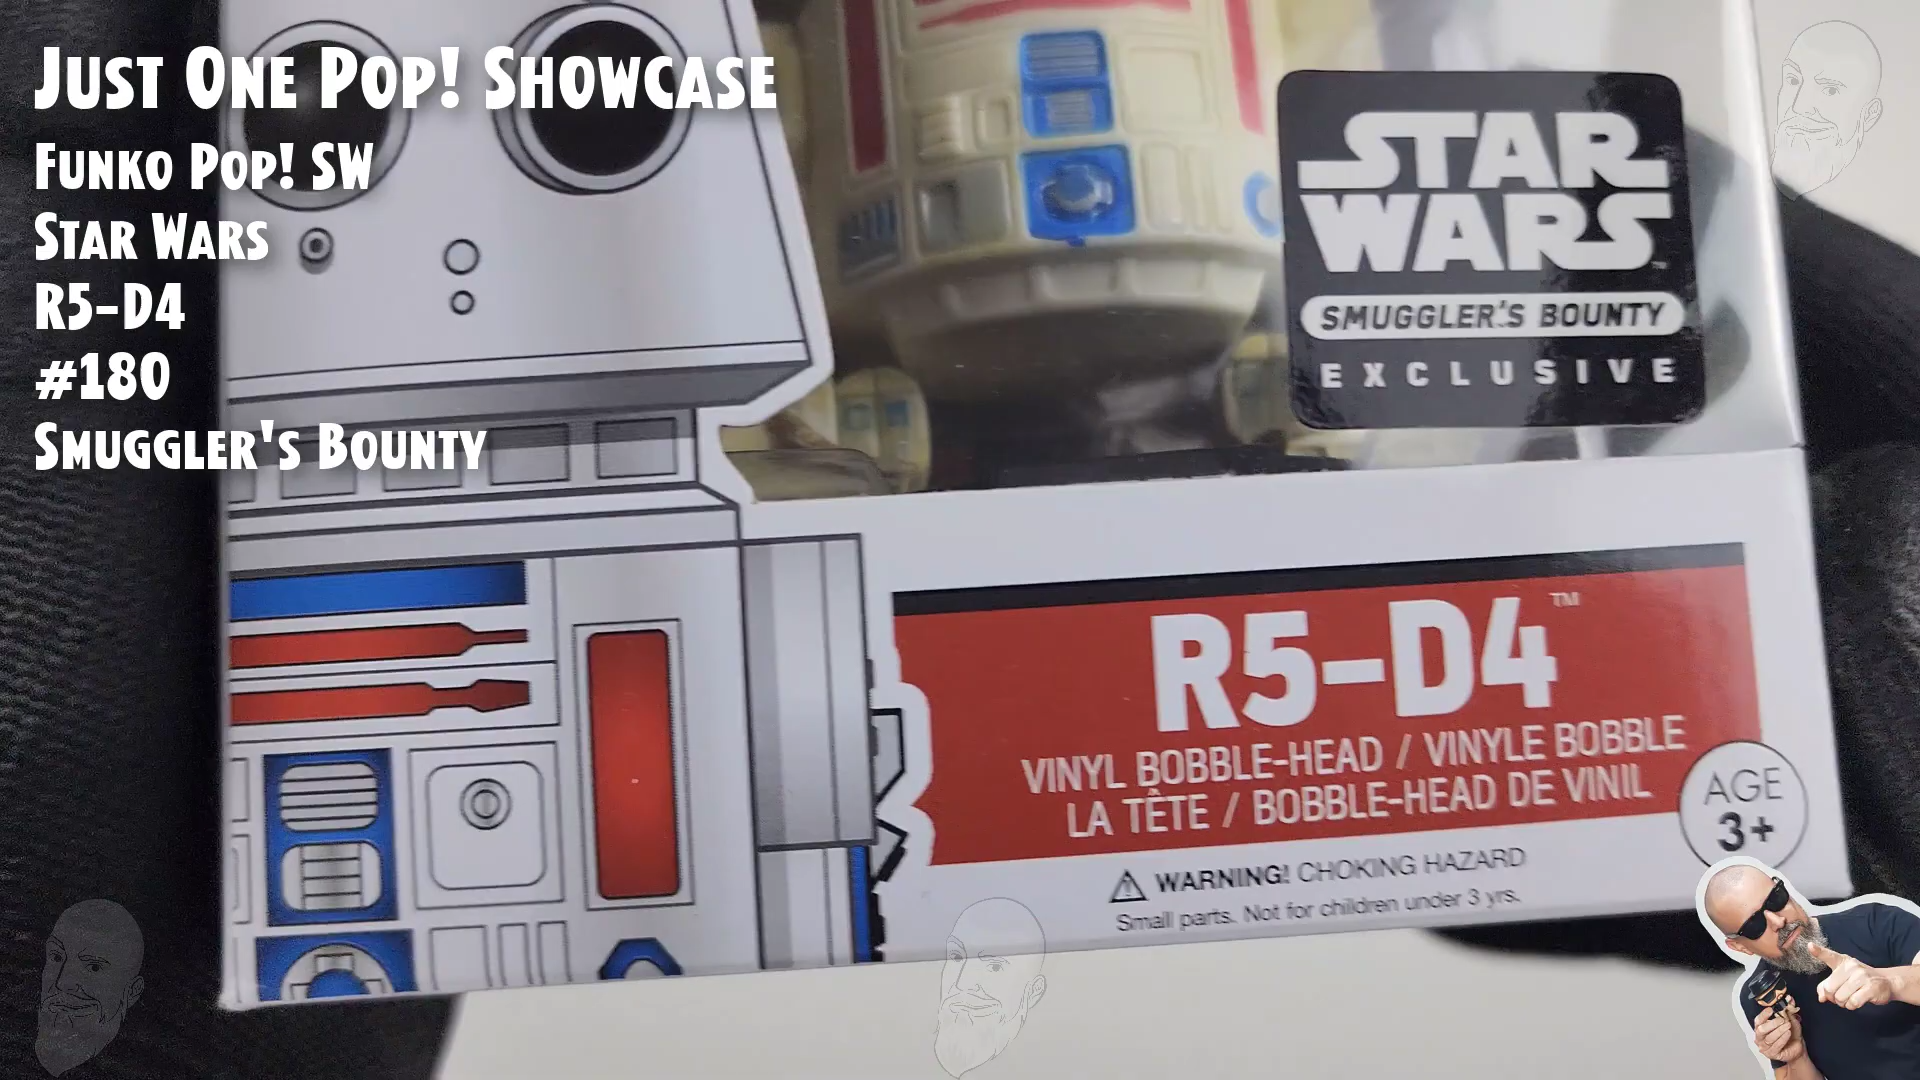 Just One Pop! Showcase
Funko Pop! SW
Star Wars
R5-D4
#180
Smuggler's Bounty
STAR
WARS
SMUGGLER'S BOUNTY
EXCLUSIVE
R5-D4™
VINYL BOBBLE-HEAD / VINYLE BOBBLE
LA TÊTE / BOBBLE-HEAD DE VINIL
AGE
3+
⚠ WARNING! CHOKING HAZARD
Small parts. Not for children under 3 yrs.